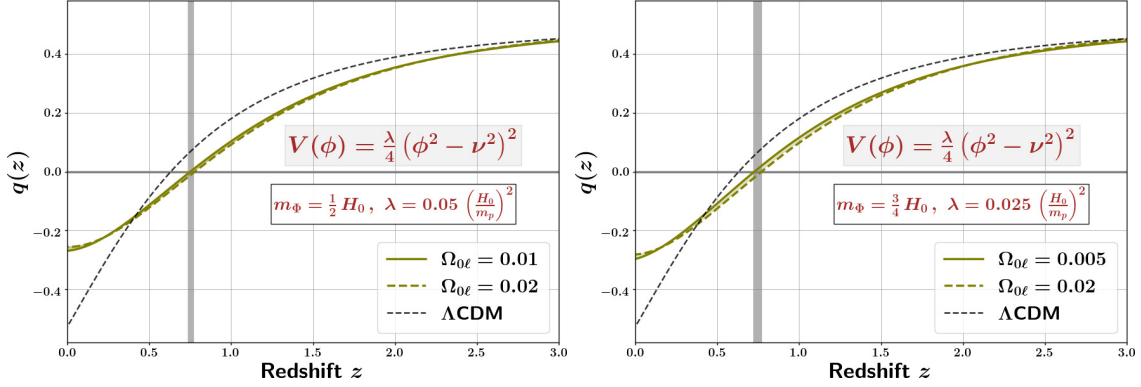 0.4
0.2
0.0
−0.2
−0.4
q(z)
V(ϕ) = λ/4 (ϕ² − ν²)²
m_Φ = 1/2 H₀ , λ = 0.05 (H₀/m_p)²
Ω₀ℓ = 0.01
Ω₀ℓ = 0.02
ΛCDM
0.0 0.5 1.0 1.5 2.0 2.5 3.0
Redshift z
0.4
0.2
0.0
−0.2
−0.4
q(z)
V(ϕ) = λ/4 (ϕ² − ν²)²
m_Φ = 3/4 H₀ , λ = 0.025 (H₀/m_p)²
Ω₀ℓ = 0.005
Ω₀ℓ = 0.02
ΛCDM
0.0 0.5 1.0 1.5 2.0 2.5 3.0
Redshift z